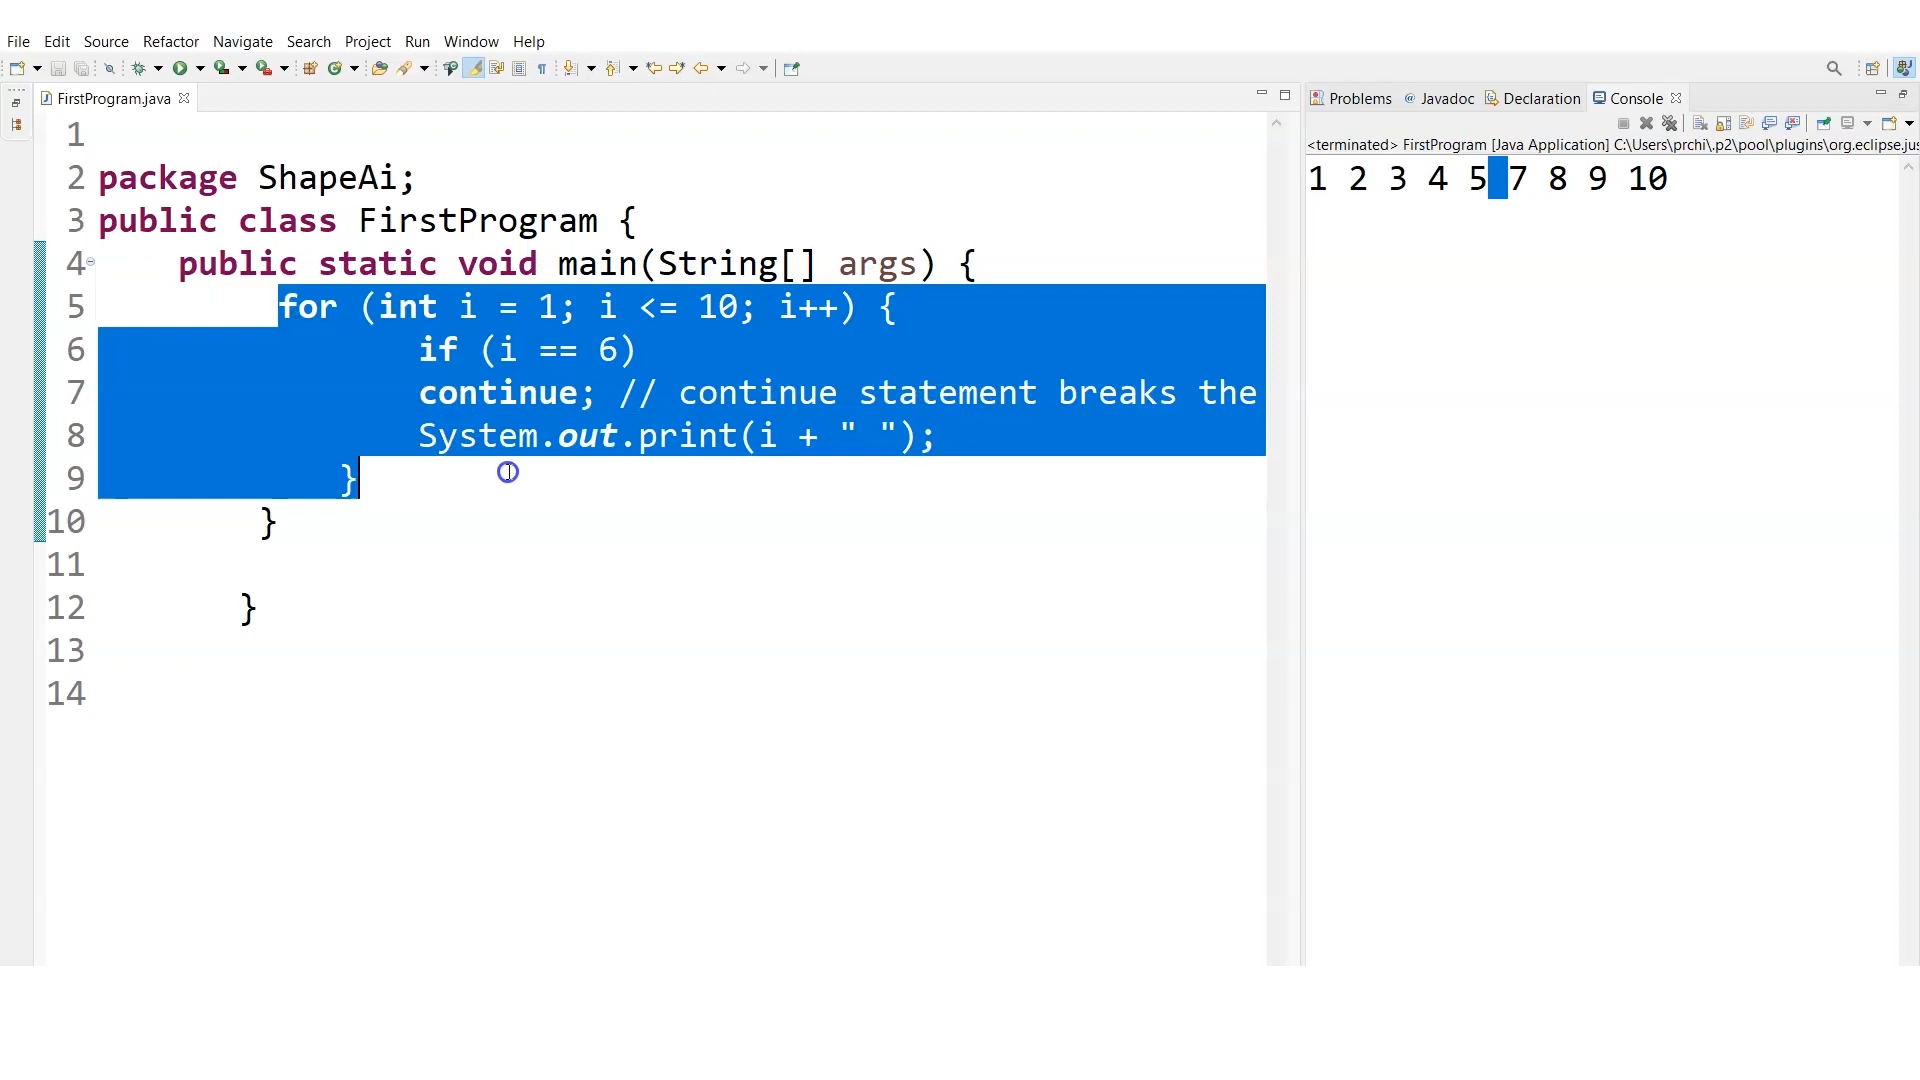 File Edit Source Refactor Navigate Search Project Run Window Help
FirstProgram.java
1
2 package ShapeAi;
3 public class FirstProgram {
4 public static void main(String[] args) {
5 for (int i = 1; i <= 10; i++) {
6 if (i == 6)
7 continue; // continue statement breaks the
8 System.out.print(i + " ");
9 }
10 }
11
12 }
13
14
Problems Javadoc Declaration Console
<terminated> FirstProgram [Java Application] C:\Users\prchi\.p2\pool\plugins\org.eclipse.jus
1 2 3 4 5 7 8 9 10